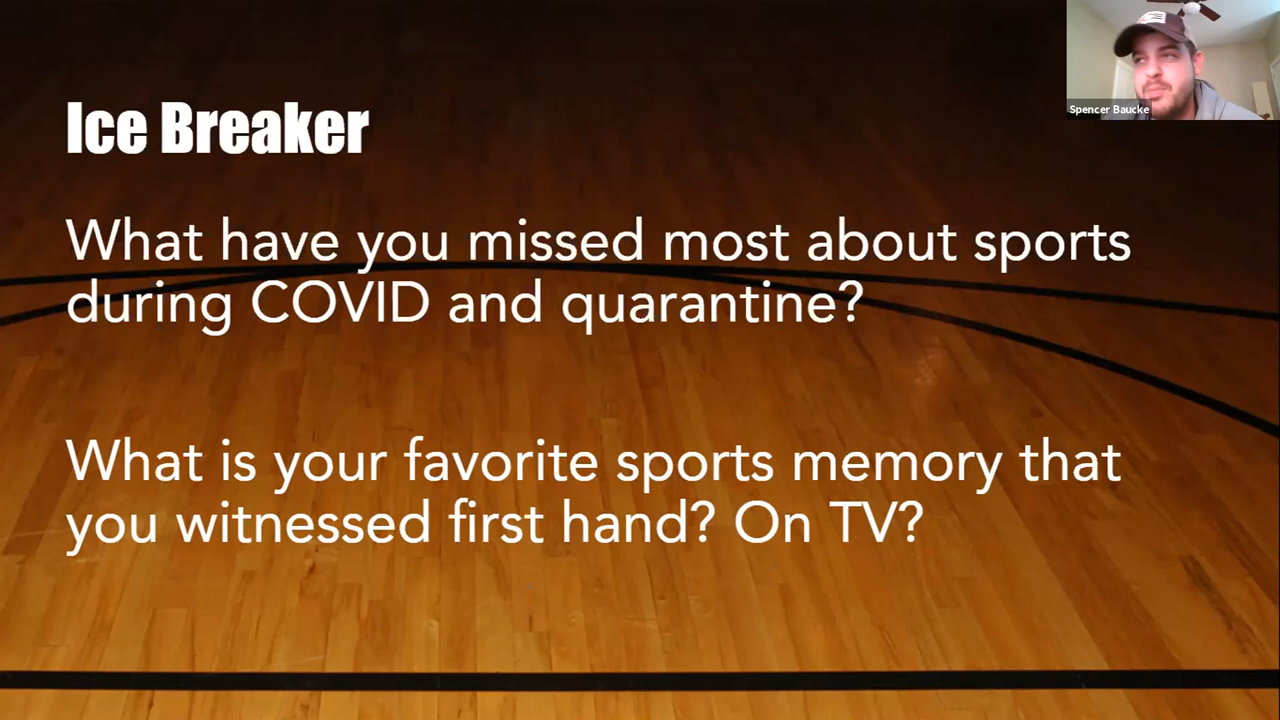 Ice Breaker
What have you missed most about sports
during COVID and quarantine?
What is your favorite sports memory that
you witnessed first hand? On TV?
Spencer Baucke